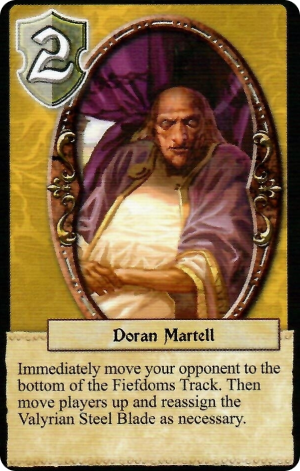 2
Doran Martell
Immediately move your opponent to the
bottom of the Fiefdoms Track. Then
move players up and reassign the
Valyrian Steel Blade as necessary.